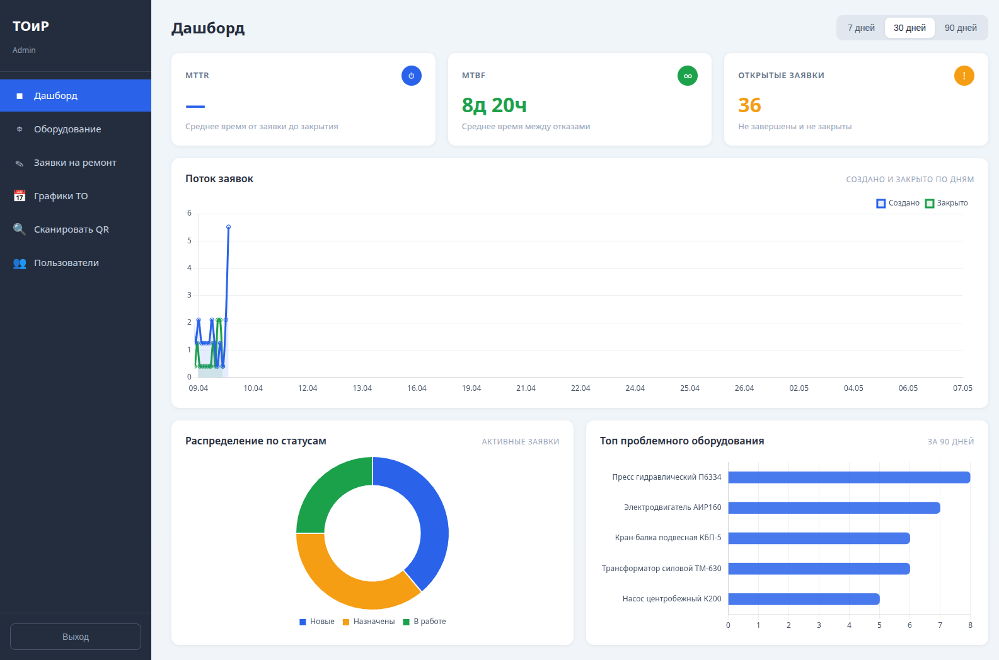 ТОиР
Admin
Дашборд
Оборудование
Заявки на ремонт
Графики ТО
Сканировать QR
Пользователи
Выход
Дашборд
7 дней 30 дней 90 дней
MTTR
—
Среднее время от заявки до закрытия
MTBF
8д 20ч
Среднее время между отказами
ОТКРЫТЫЕ ЗАЯВКИ
!
36
Не завершены и не закрыты
Поток заявок
СОЗДАНО И ЗАКРЫТО ПО ДНЯМ
Создано Закрыто
6
5
4
3
2
1
0
09.04 10.04 12.04 13.04 16.04 19.04 21.04 22.04 24.04 25.04 26.04 02.05 04.05 06.05 07.05
Распределение по статусам
АКТИВНЫЕ ЗАЯВКИ
Новые Назначены В работе
Топ проблемного оборудования
ЗА 90 ДНЕЙ
Пресс гидравлический П6334
Электродвигатель АИР160
Кран-балка подвесная КБП-5
Трансформатор силовой ТМ-630
Насос центробежный К200
0 1 2 3 4 5 6 7 8